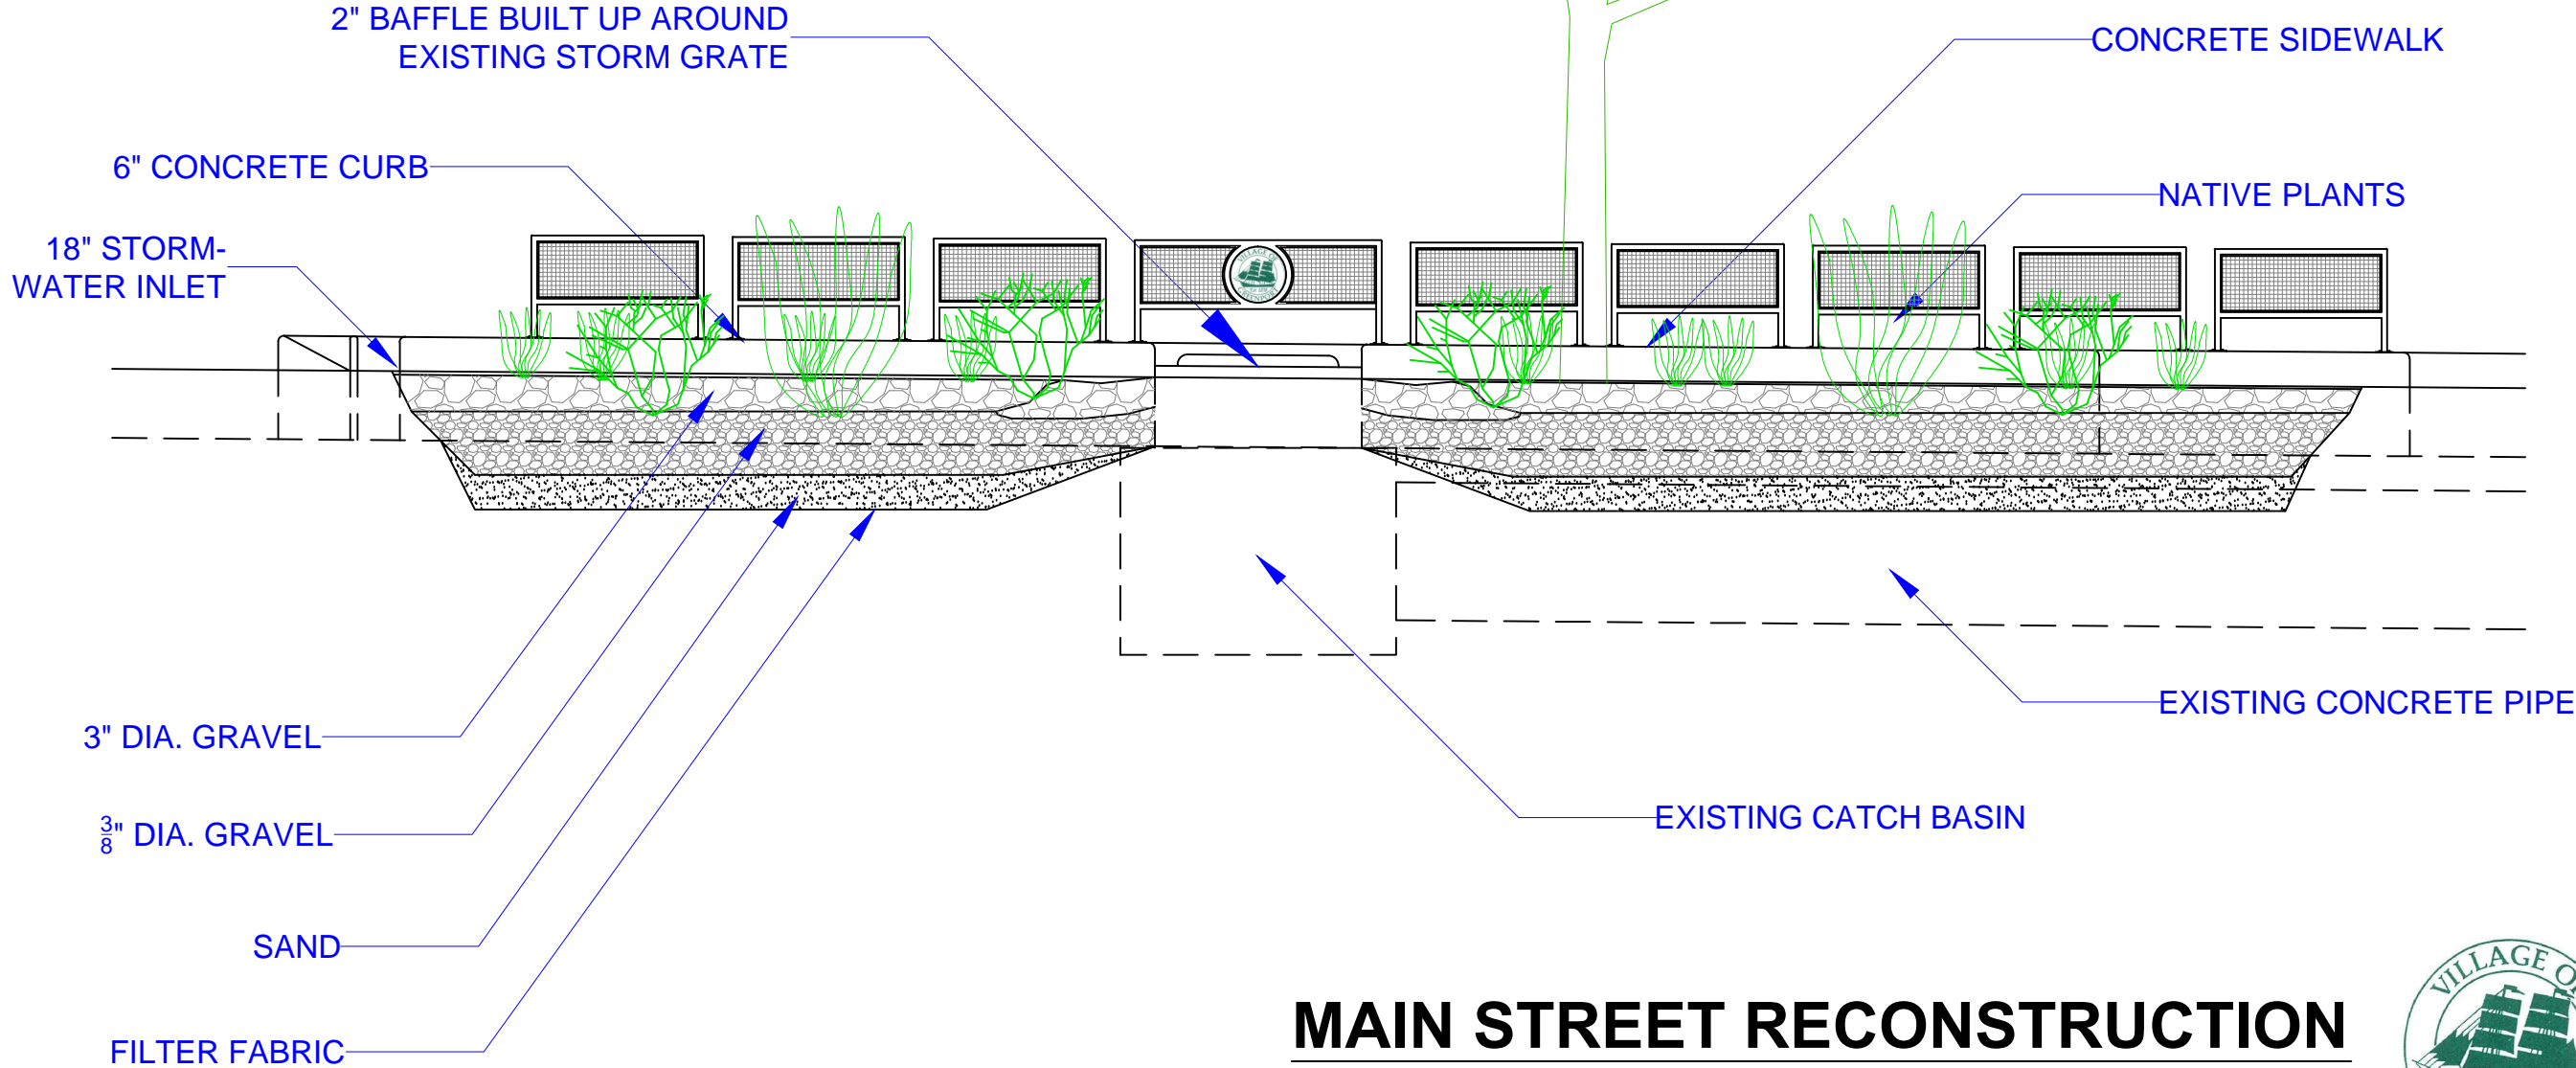 2" BAFFLE BUILT UP AROUND
EXISTING STORM GRATE
CONCRETE SIDEWALK
6" CONCRETE CURB
NATIVE PLANTS
18" STORM-
WATER INLET
VILLAGE OF
3" DIA. GRAVEL
EXISTING CONCRETE PIPE
3/8" DIA. GRAVEL
EXISTING CATCH BASIN
SAND
FILTER FABRIC
MAIN STREET RECONSTRUCTION
VILLAGE O